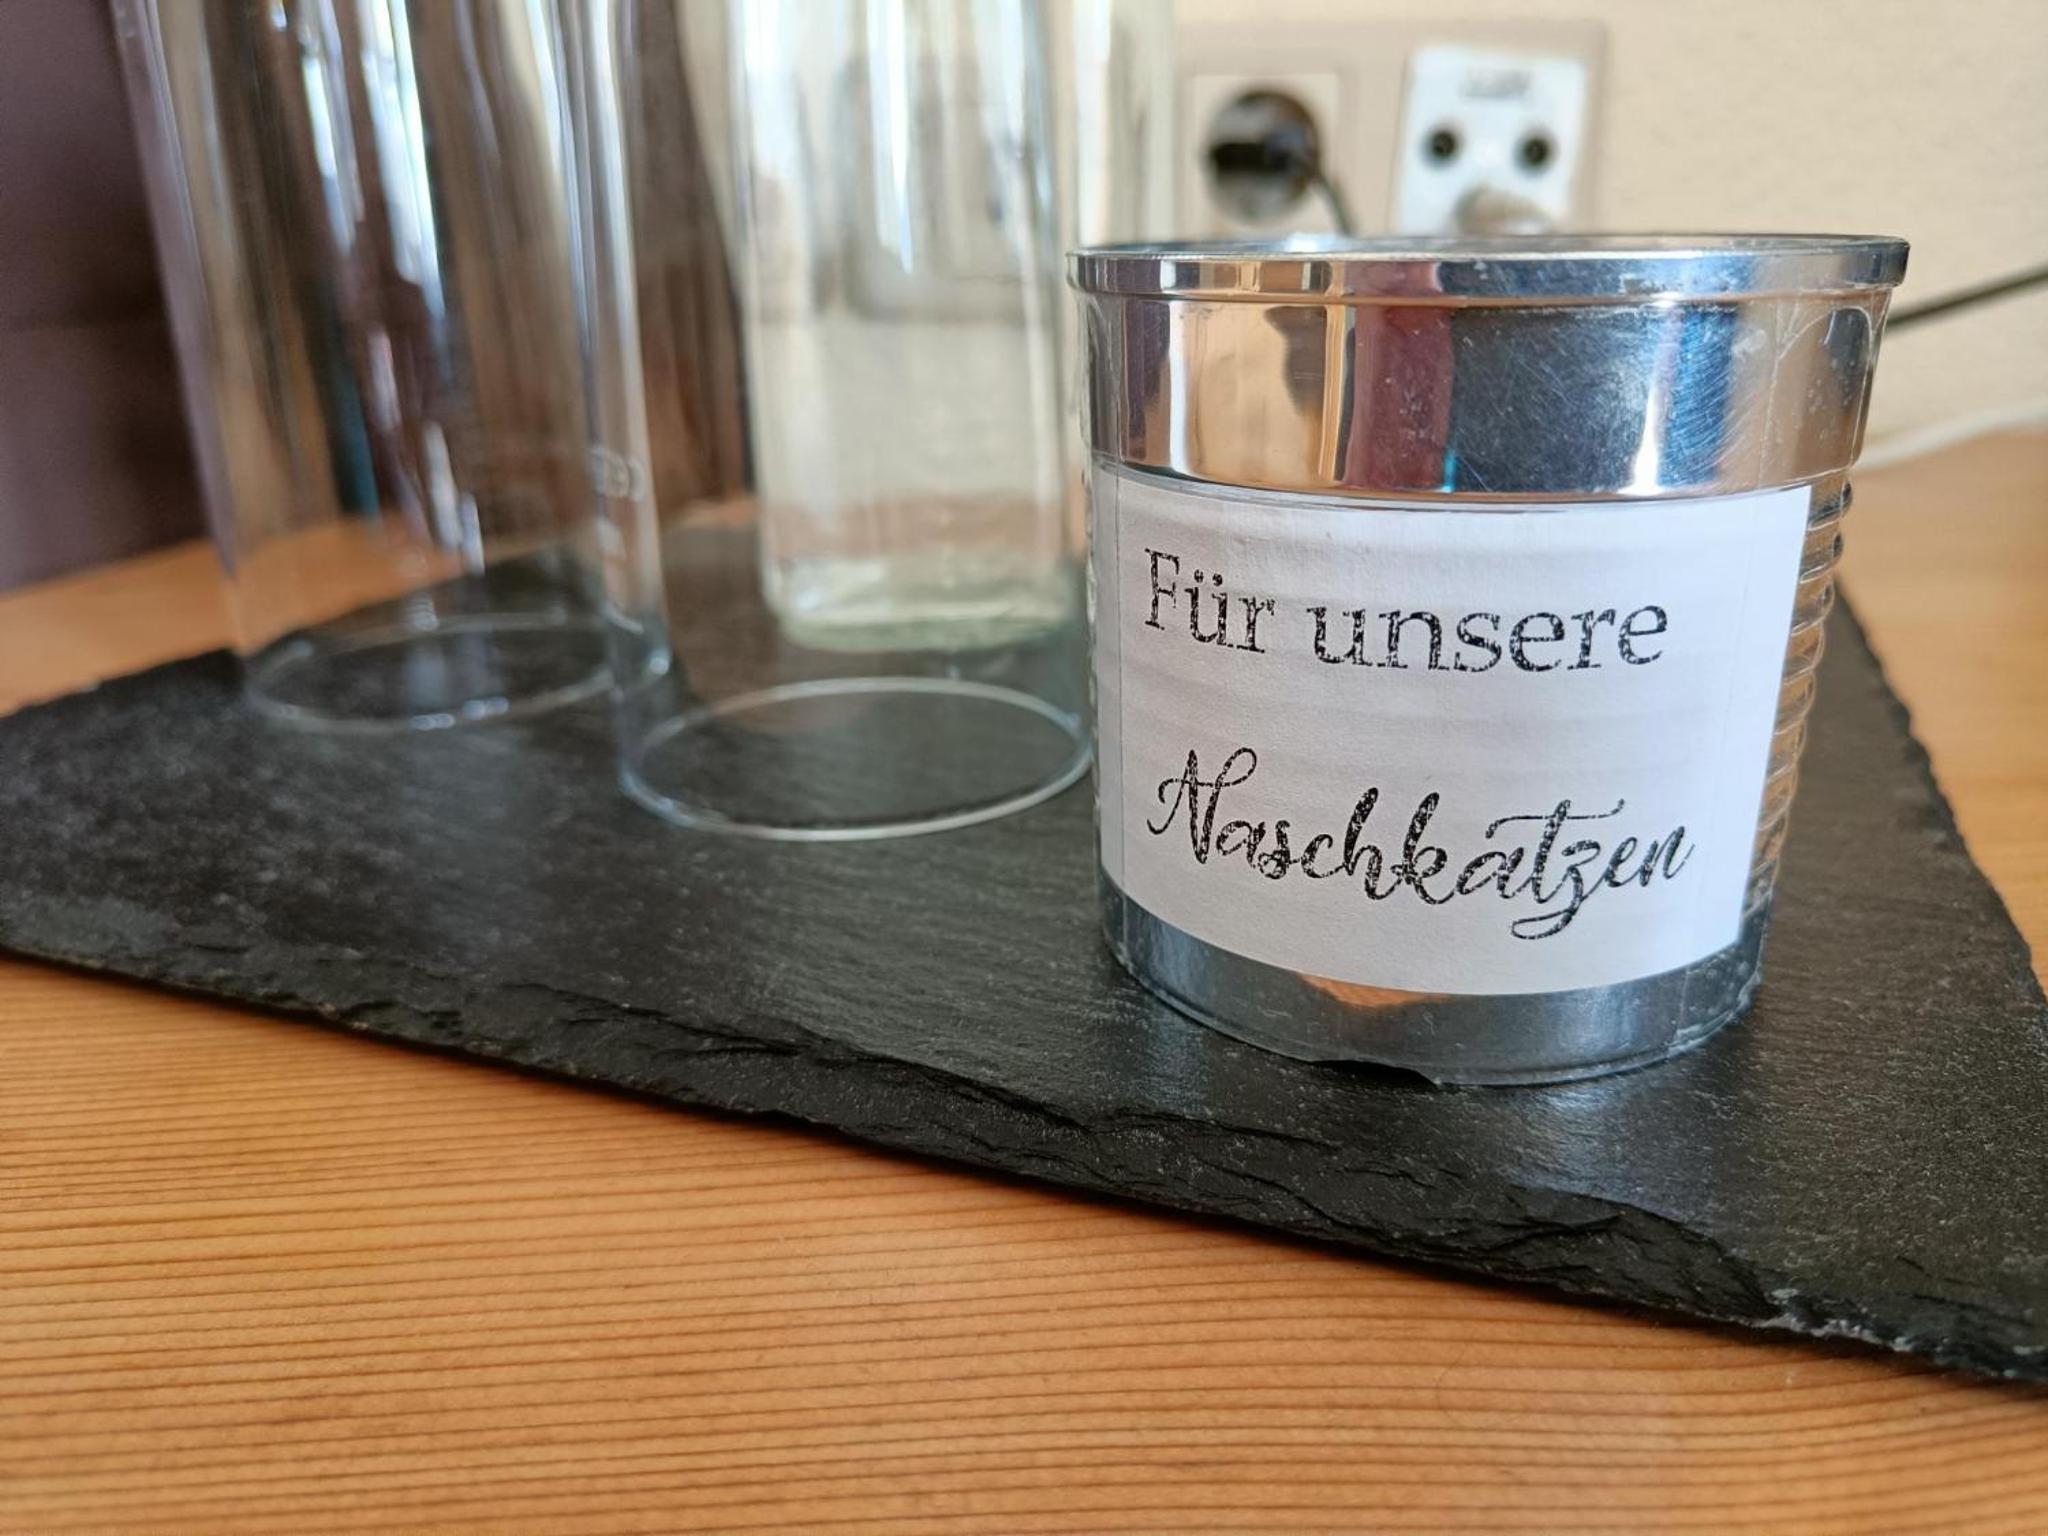 Für unsere
Naschkatzen